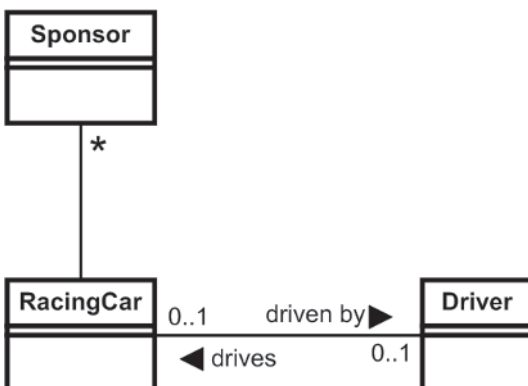 Sponsor
*
RacingCar
0..1
driven by ▶
Driver
◀ drives
0..1